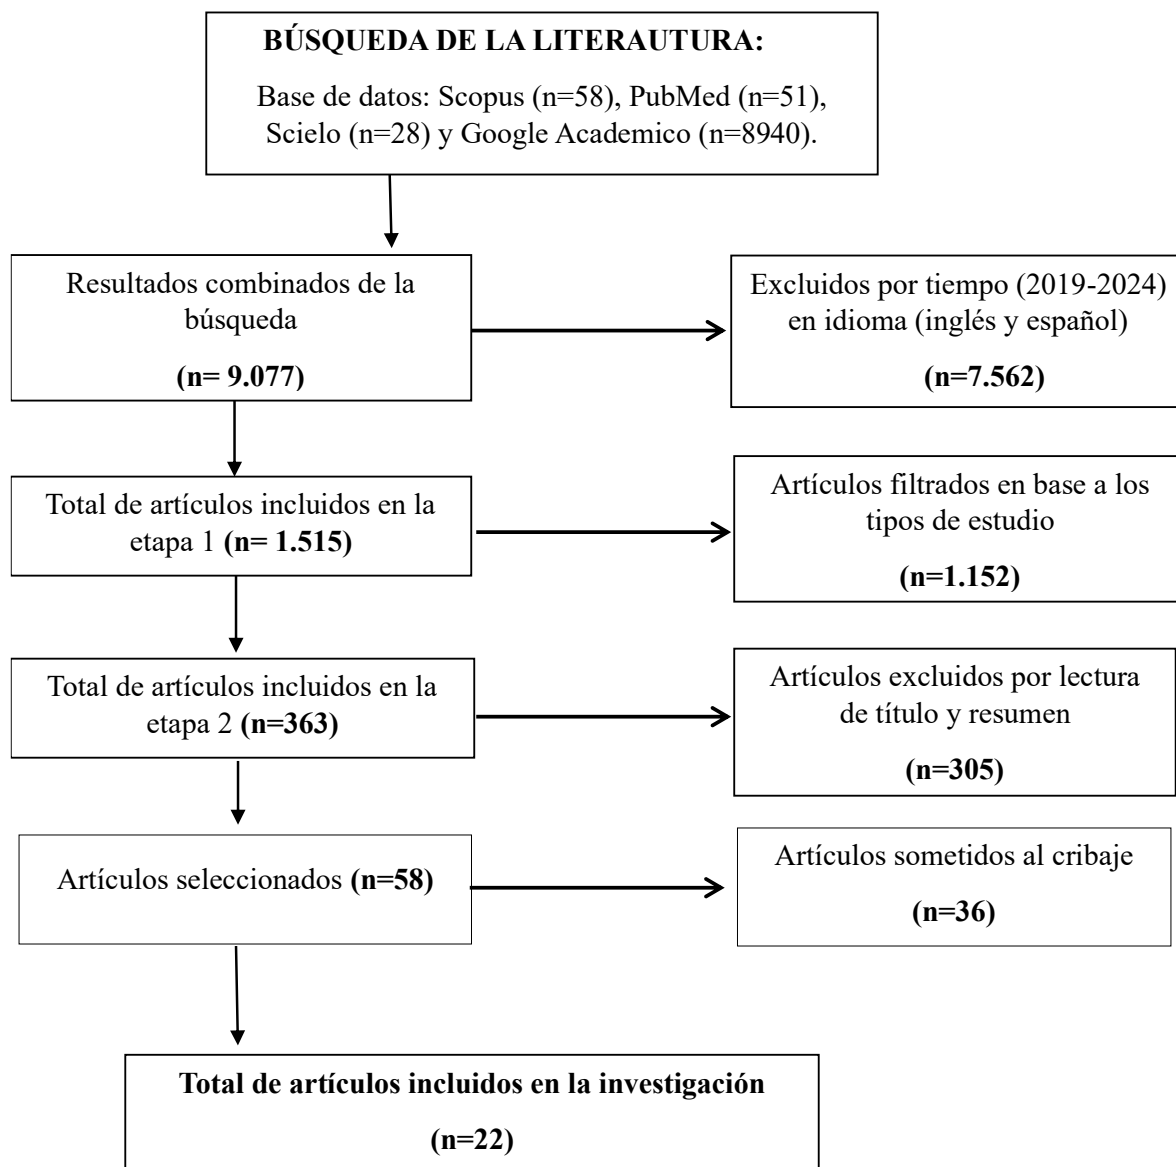 BÚSQUEDA DE LA LITERAUTURA:
Base de datos: Scopus (n=58), PubMed (n=51),
Scielo (n=28) y Google Academico (n=8940).
Resultados combinados de la
búsqueda
(n= 9.077)
Excluidos por tiempo (2019-2024)
en idioma (inglés y español)
(n=7.562)
Total de artículos incluidos en la
etapa 1 (n= 1.515)
Artículos filtrados en base a los
tipos de estudio
(n=1.152)
Total de artículos incluidos en la
etapa 2 (n=363)
Artículos excluidos por lectura
de título y resumen
(n=305)
Artículos seleccionados (n=58)
Artículos sometidos al cribaje
(n=36)
Total de artículos incluidos en la investigación
(n=22)